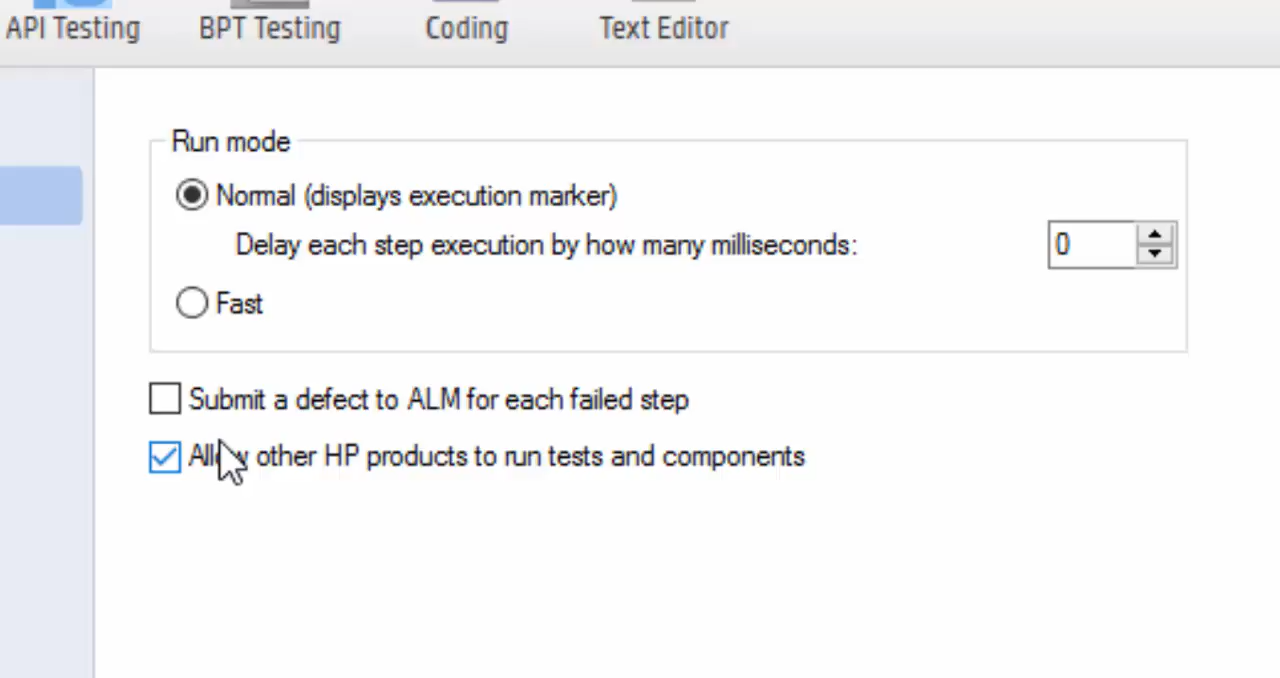 API Testing
BPT Testing
Coding
Text Editor
Run mode
Normal (displays execution marker)
Delay each step execution by how many milliseconds:
0
Fast
Submit a defect to ALM for each failed step
Allow other HP products to run tests and components